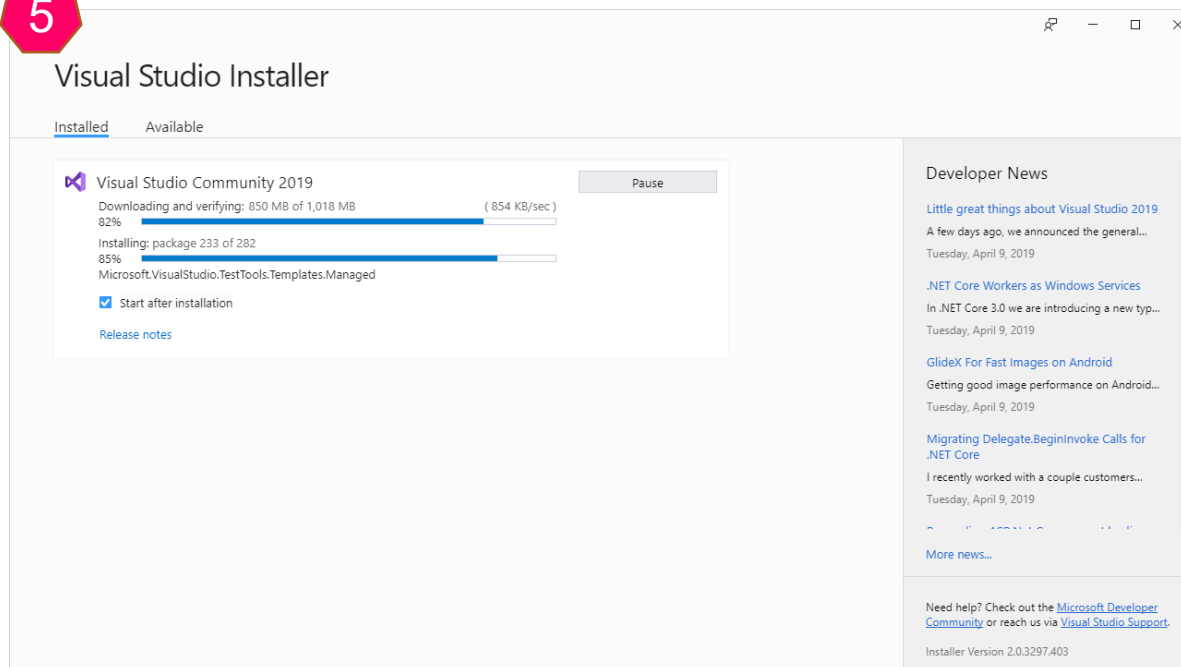 5
Visual Studio Installer
Installed Available
Visual Studio Community 2019
Pause
Downloading and verifying: 850 MB of 1,018 MB ( 854 KB/sec )
82%
Installing: package 233 of 282
85%
Microsoft.VisualStudio.TestTools.Templates.Managed
Start after installation
Release notes
Developer News
Little great things about Visual Studio 2019
A few days ago, we announced the general...
Tuesday, April 9, 2019
.NET Core Workers as Windows Services
In .NET Core 3.0 we are introducing a new typ...
Tuesday, April 9, 2019
GlideX For Fast Images on Android
Getting good image performance on Android...
Tuesday, April 9, 2019
Migrating Delegate.BeginInvoke Calls for
.NET Core
I recently worked with a couple customers...
Tuesday, April 9, 2019
More news...
Need help? Check out the Microsoft Developer
Community or reach us via Visual Studio Support.
Installer Version 2.0.3297.403